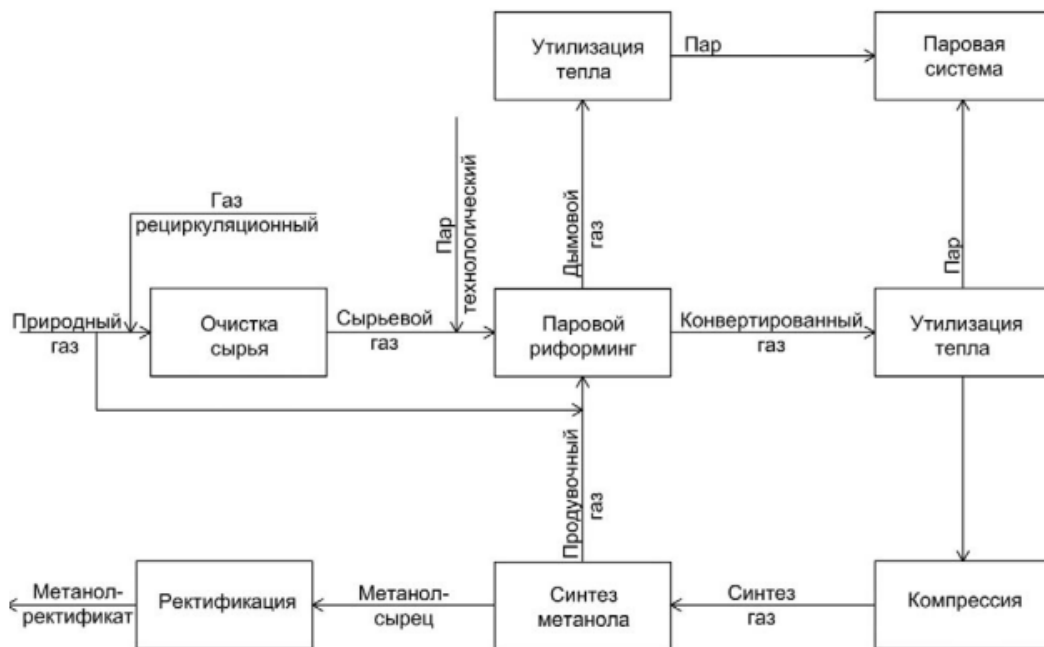 Утилизация
тепла
Пар
Паровая
система
Газ
рециркуляционный
Пар
технологический
Дымовой
газ
Пар
Природный
газ
Очистка
сырья
Сырьевой
газ
Паровой
риформинг
Конвертированный
газ
Утилизация
тепла
Продувочный
газ
Метанол-
ректификат
Ректификация
Метанол-
сырец
Синтез
метанола
Синтез
газ
Компрессия